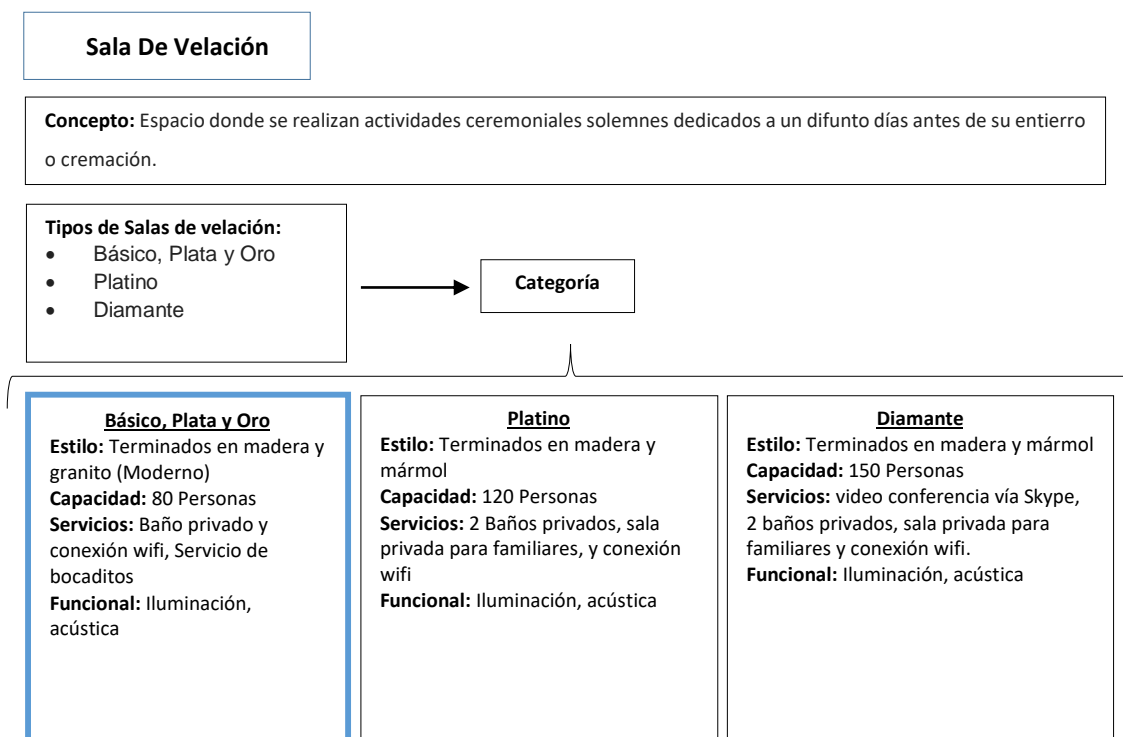 Sala De Velación
Concepto: Espacio donde se realizan actividades ceremoniales solemnes dedicados a un difunto días antes de su entierro
o cremación.
Tipos de Salas de velación:
• Básico, Plata y Oro
• Platino
• Diamante
Categoría
Básico, Plata y Oro
Estilo: Terminados en madera y
granito (Moderno)
Capacidad: 80 Personas
Servicios: Baño privado y
conexión wifi, Servicio de
bocaditos
Funcional: Iluminación,
acústica
Platino
Estilo: Terminados en madera y
mármol
Capacidad: 120 Personas
Servicios: 2 Baños privados, sala
privada para familiares, y conexión
wifi
Funcional: Iluminación, acústica
Diamante
Estilo: Terminados en madera y mármol
Capacidad: 150 Personas
Servicios: video conferencia vía Skype,
2 baños privados, sala privada para
familiares y conexión wifi.
Funcional: Iluminación, acústica